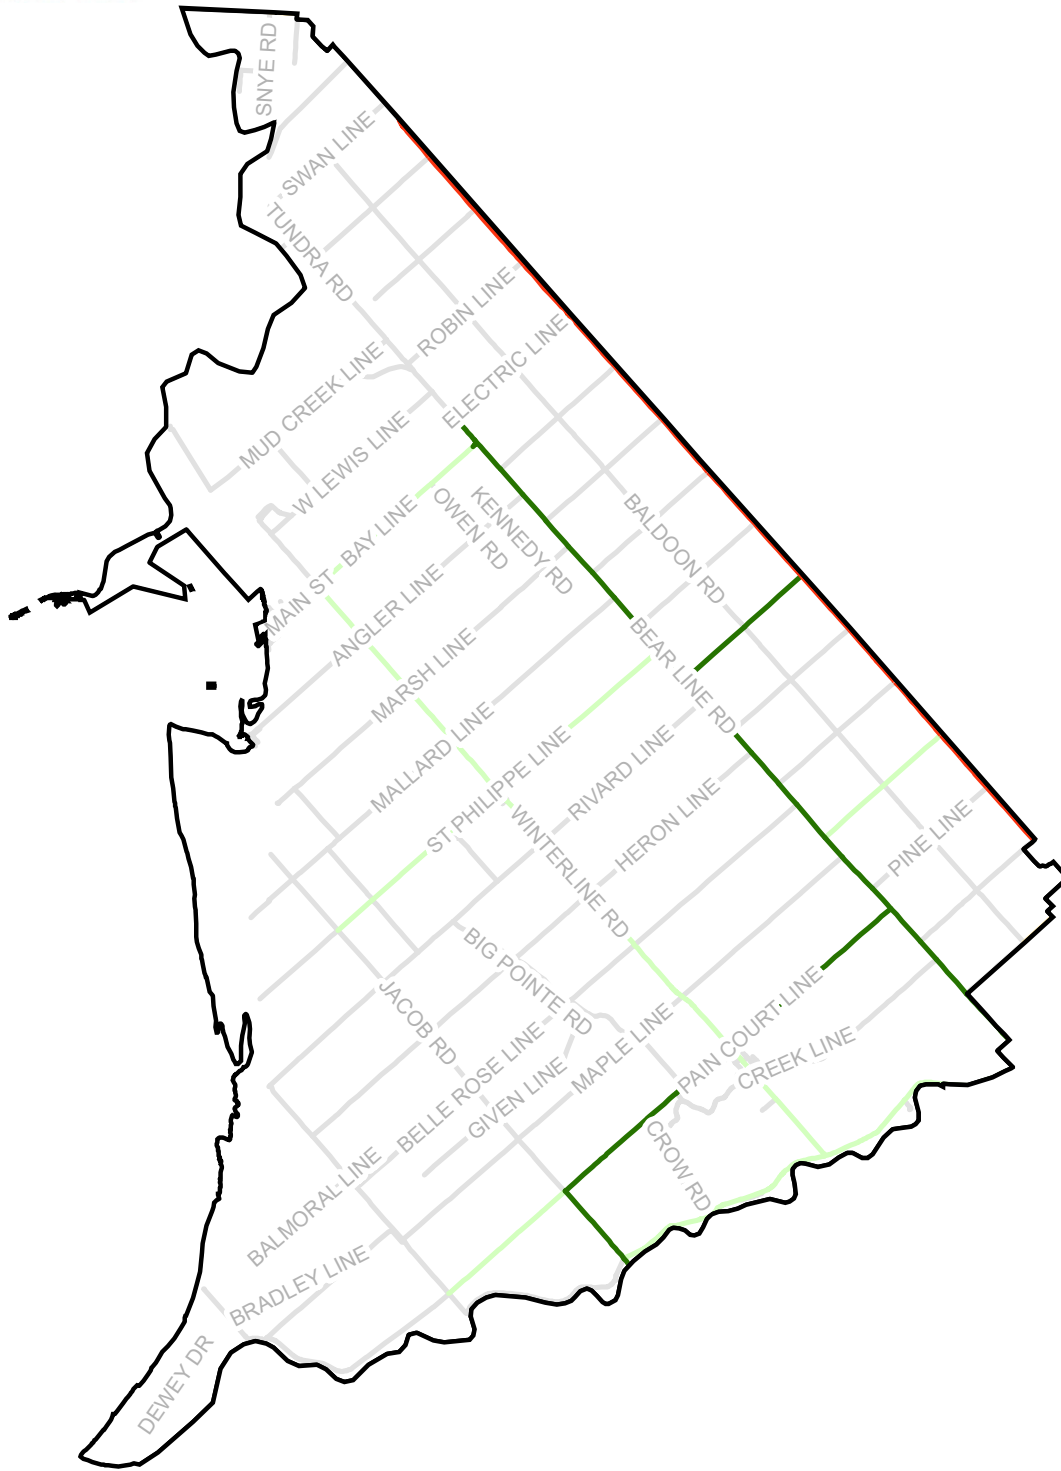 SNYE RD
SWAN LINE
TUNDRA RD
ROBIN LINE
ELECTRIC LINE
MUD CREEK LINE
W LEWIS LINE
MAIN ST
BAY LINE
OWEN RD
KENNEDY RD
BALDOON RD
ANGLER LINE
MARSH LINE
BEAR LINE RD
MALLARD LINE
ST PHILIPPE LINE
RIVARD LINE
HERON LINE
WINTERLINE RD
PINE LINE
BIG POINTE RD
JACOB RD
PAIN COURT LINE
MAPLE LINE
CREEK LINE
BELLE ROSE LINE
GIVEN LINE
CROW RD
BALMORAL LINE
BRADLEY LINE
DEWEY DR